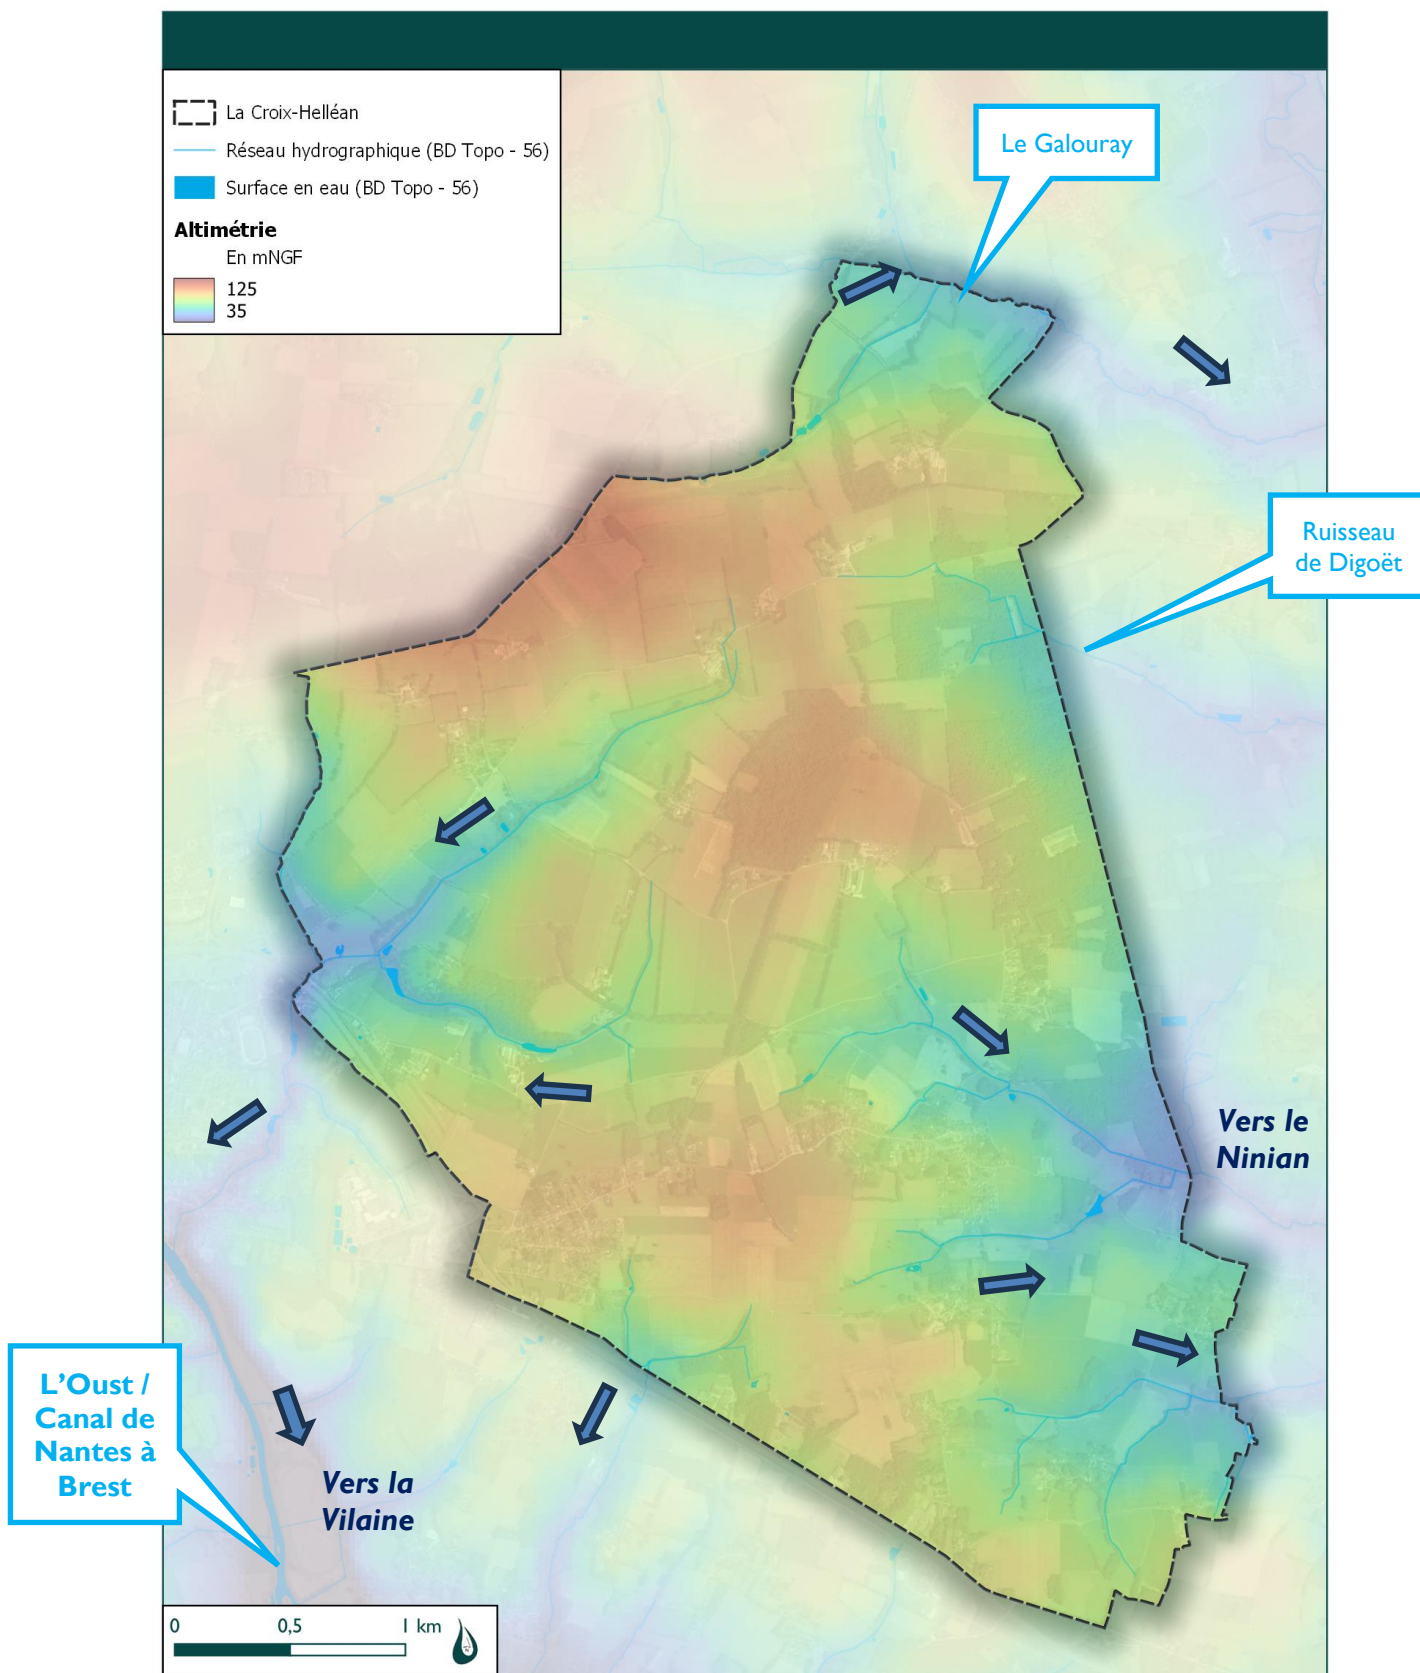 La Croix-Helléan
Réseau hydrographique (BD Topo - 56)
Surface en eau (BD Topo - 56)
Altimétrie
En mNGF
125
35
Le Galouray
Ruisseau
de Digoët
Vers le
Ninian
L'Oust /
Canal de
Nantes à
Brest
Vers la
Vilaine
0 0,5 1 km